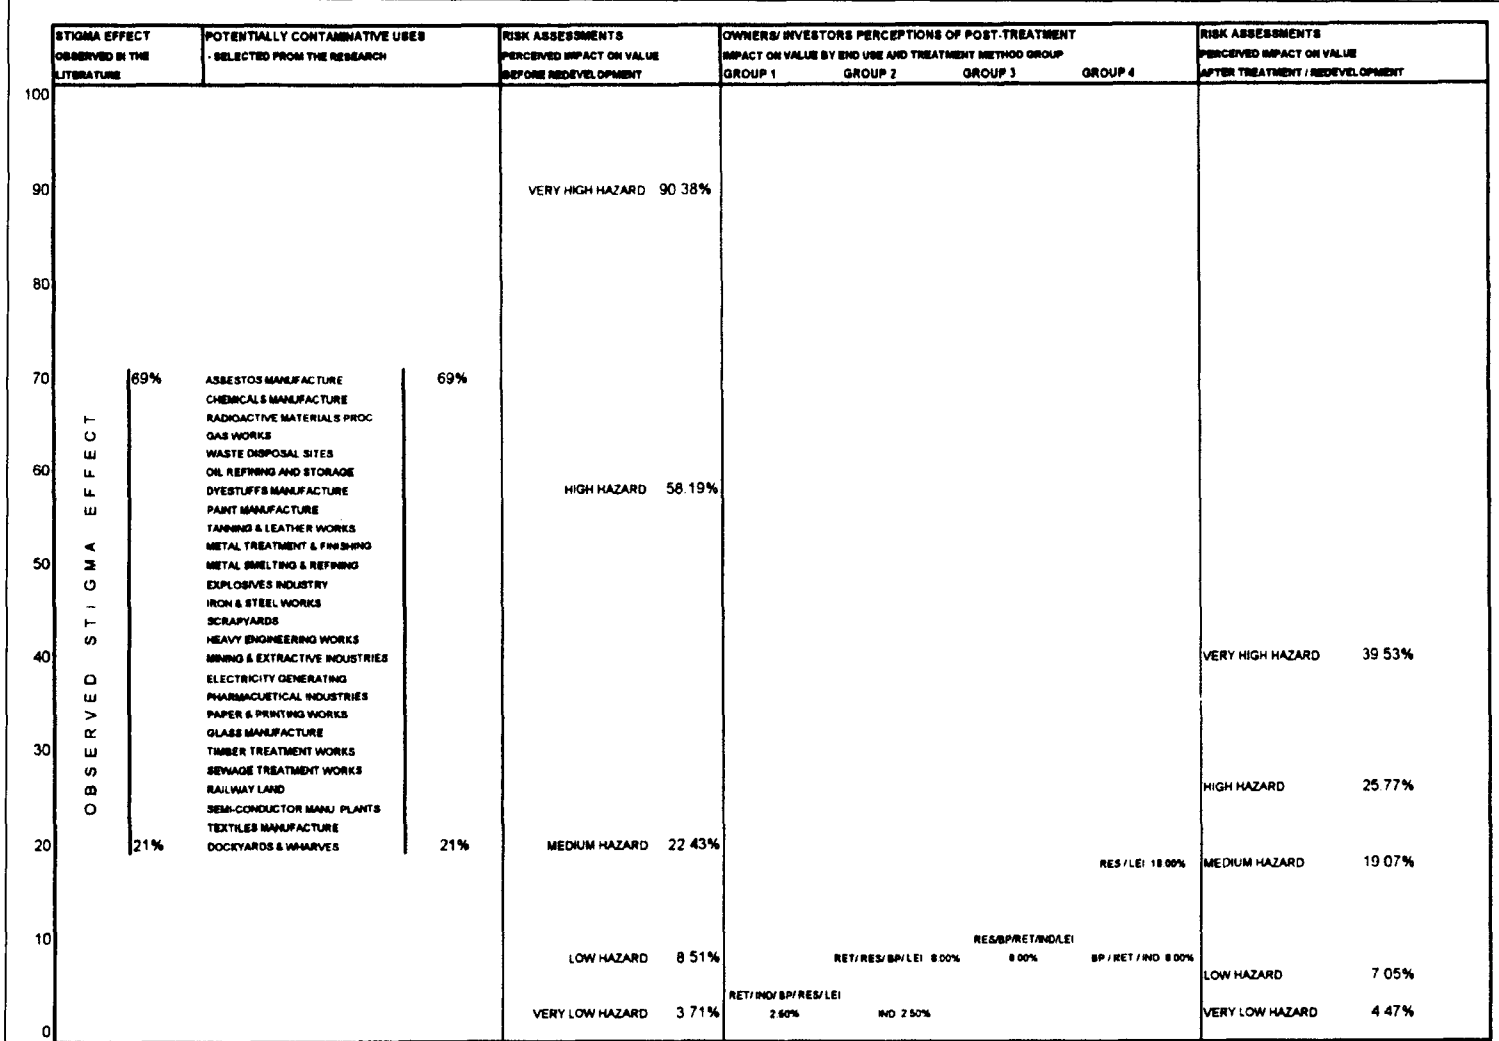 STIGMA EFFECT
OBSERVED IN THE
LITERATURE
POTENTIALLY CONTAMINATIVE USES
- SELECTED FROM THE RESEARCH
RISK ASSESSMENTS
PERCEIVED IMPACT ON VALUE
BEFORE REDEVELOPMENT
OWNERS/ INVESTORS PERCEPTIONS OF POST-TREATMENT
IMPACT ON VALUE BY END USE AND TREATMENT METHOD GROUP
GROUP 1 GROUP 2 GROUP 3 GROUP 4
RISK ASSESSMENTS
PERCEIVED IMPACT ON VALUE
AFTER TREATMENT / REDEVELOPMENT
100
90
80
70
60
50
40
30
20
10
0
OBSERVED STIGMA EFFECT
69%
21%
ASBESTOS MANUFACTURE
CHEMICALS MANUFACTURE
RADIOACTIVE MATERIALS PROC
GAS WORKS
WASTE DISPOSAL SITES
OIL REFINING AND STORAGE
DYESTUFFS MANUFACTURE
PAINT MANUFACTURE
TANNING & LEATHER WORKS
METAL TREATMENT & FINISHING
METAL SMELTING & REFINING
EXPLOSIVES INDUSTRY
IRON & STEEL WORKS
SCRAPYARDS
HEAVY ENGINEERING WORKS
MINING & EXTRACTIVE INDUSTRIES
ELECTRICITY GENERATING
PHARMACUETICAL INDUSTRIES
PAPER & PRINTING WORKS
GLASS MANUFACTURE
TIMBER TREATMENT WORKS
SEWAGE TREATMENT WORKS
RAILWAY LAND
SEMI-CONDUCTOR MANU PLANTS
TEXTILES MANUFACTURE
DOCKYARDS & WHARVES
69%
21%
VERY HIGH HAZARD 90 38%
HIGH HAZARD 58.19%
MEDIUM HAZARD 22 43%
LOW HAZARD 8 51%
VERY LOW HAZARD 3 71%
RET/ IND/ BP/ RES/ LEI
2.50%
RET/ RES/ BP/ LEI 8.00%
IND 2 50%
RES/BP/RET/IND/LEI
8 00%
RES / LEI 18 00%
BP / RET / IND 8 00%
VERY HIGH HAZARD 39 53%
HIGH HAZARD 25.77%
MEDIUM HAZARD 19 07%
LOW HAZARD 7 05%
VERY LOW HAZARD 4 47%